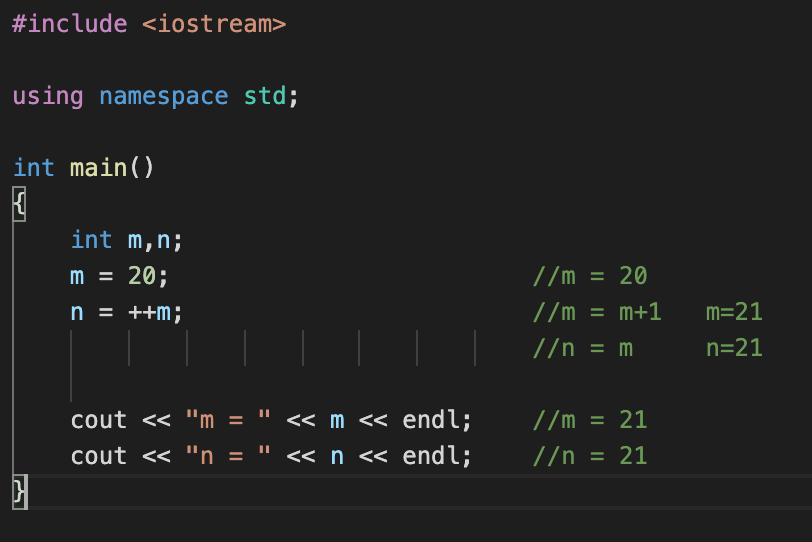 #include <iostream>
using namespace std;
int main()
{
int m,n;
m = 20; //m = 20
n = ++m; //m = m+1 m=21
//n = m n=21
cout << "m = " << m << endl; //m = 21
cout << "n = " << n << endl; //n = 21
}